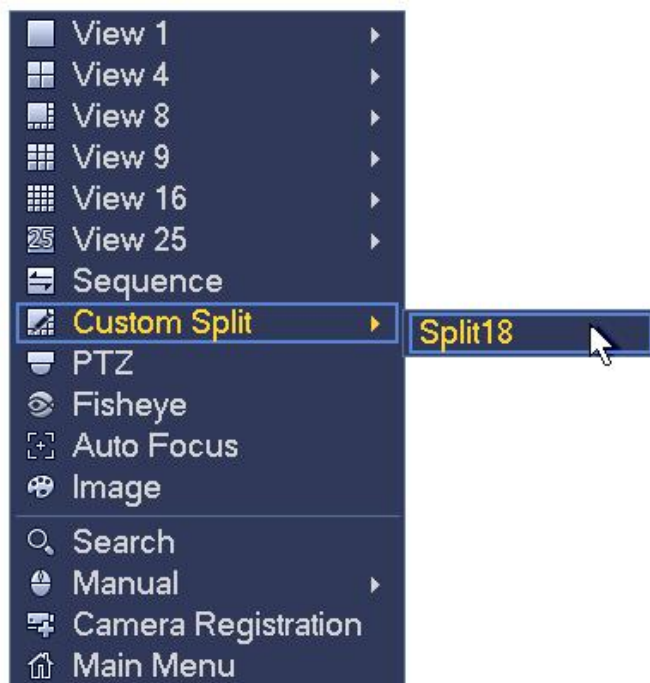 View 1
View 4
View 8
View 9
View 16
25 View 25
Sequence
Custom Split
Split18
PTZ
Fisheye
Auto Focus
Image
Search
Manual
Camera Registration
Main Menu